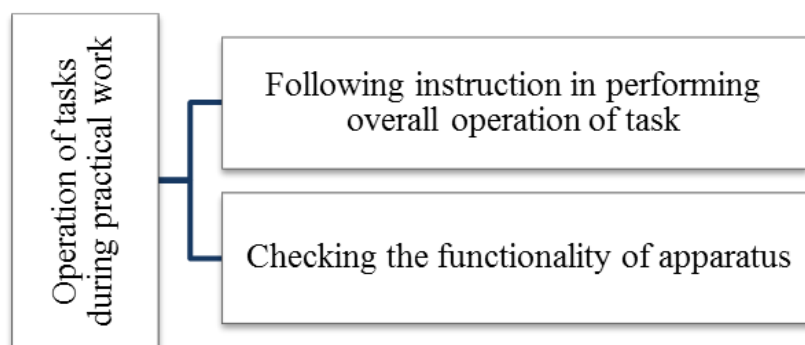 Operation of tasks
during practical work
Following instruction in performing
overall operation of task
Checking the functionality of apparatus